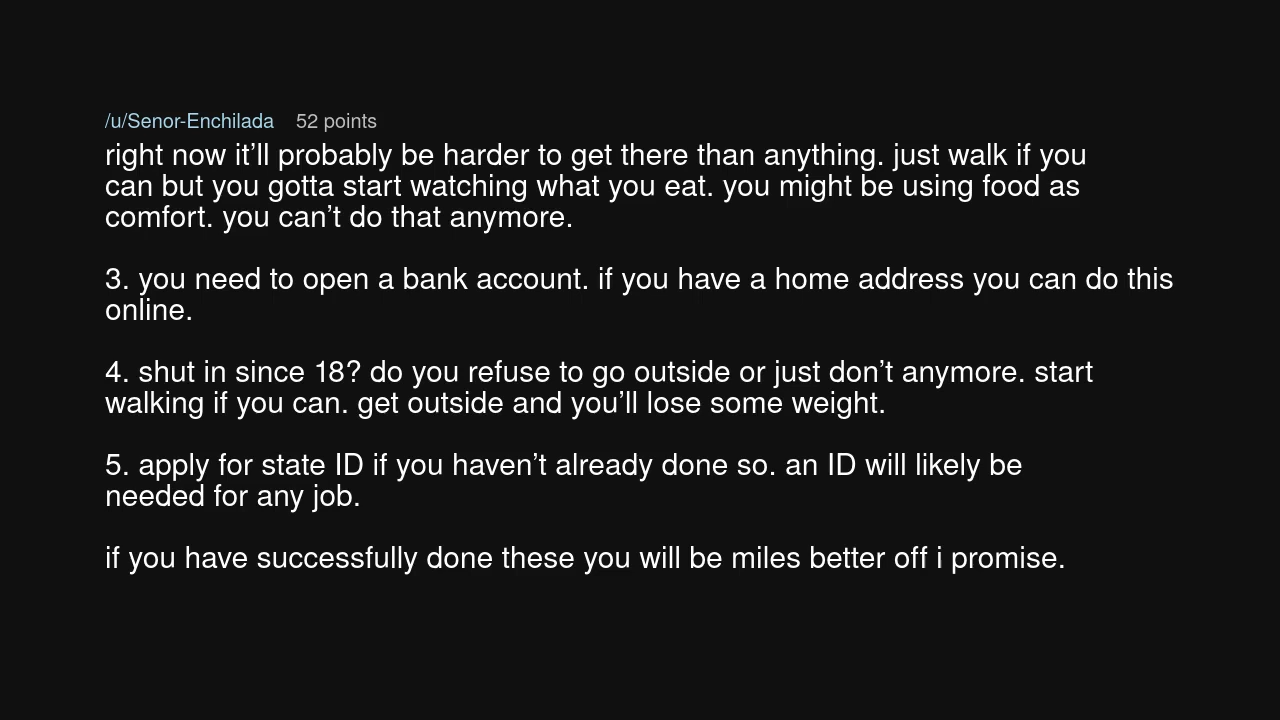 /u/Senor-Enchilada 52 points
right now it’ll probably be harder to get there than anything. just walk if you
can but you gotta start watching what you eat. you might be using food as
comfort. you can’t do that anymore.
3. you need to open a bank account. if you have a home address you can do this
online.
4. shut in since 18? do you refuse to go outside or just don’t anymore. start
walking if you can. get outside and you’ll lose some weight.
5. apply for state ID if you haven’t already done so. an ID will likely be
needed for any job.
if you have successfully done these you will be miles better off i promise.